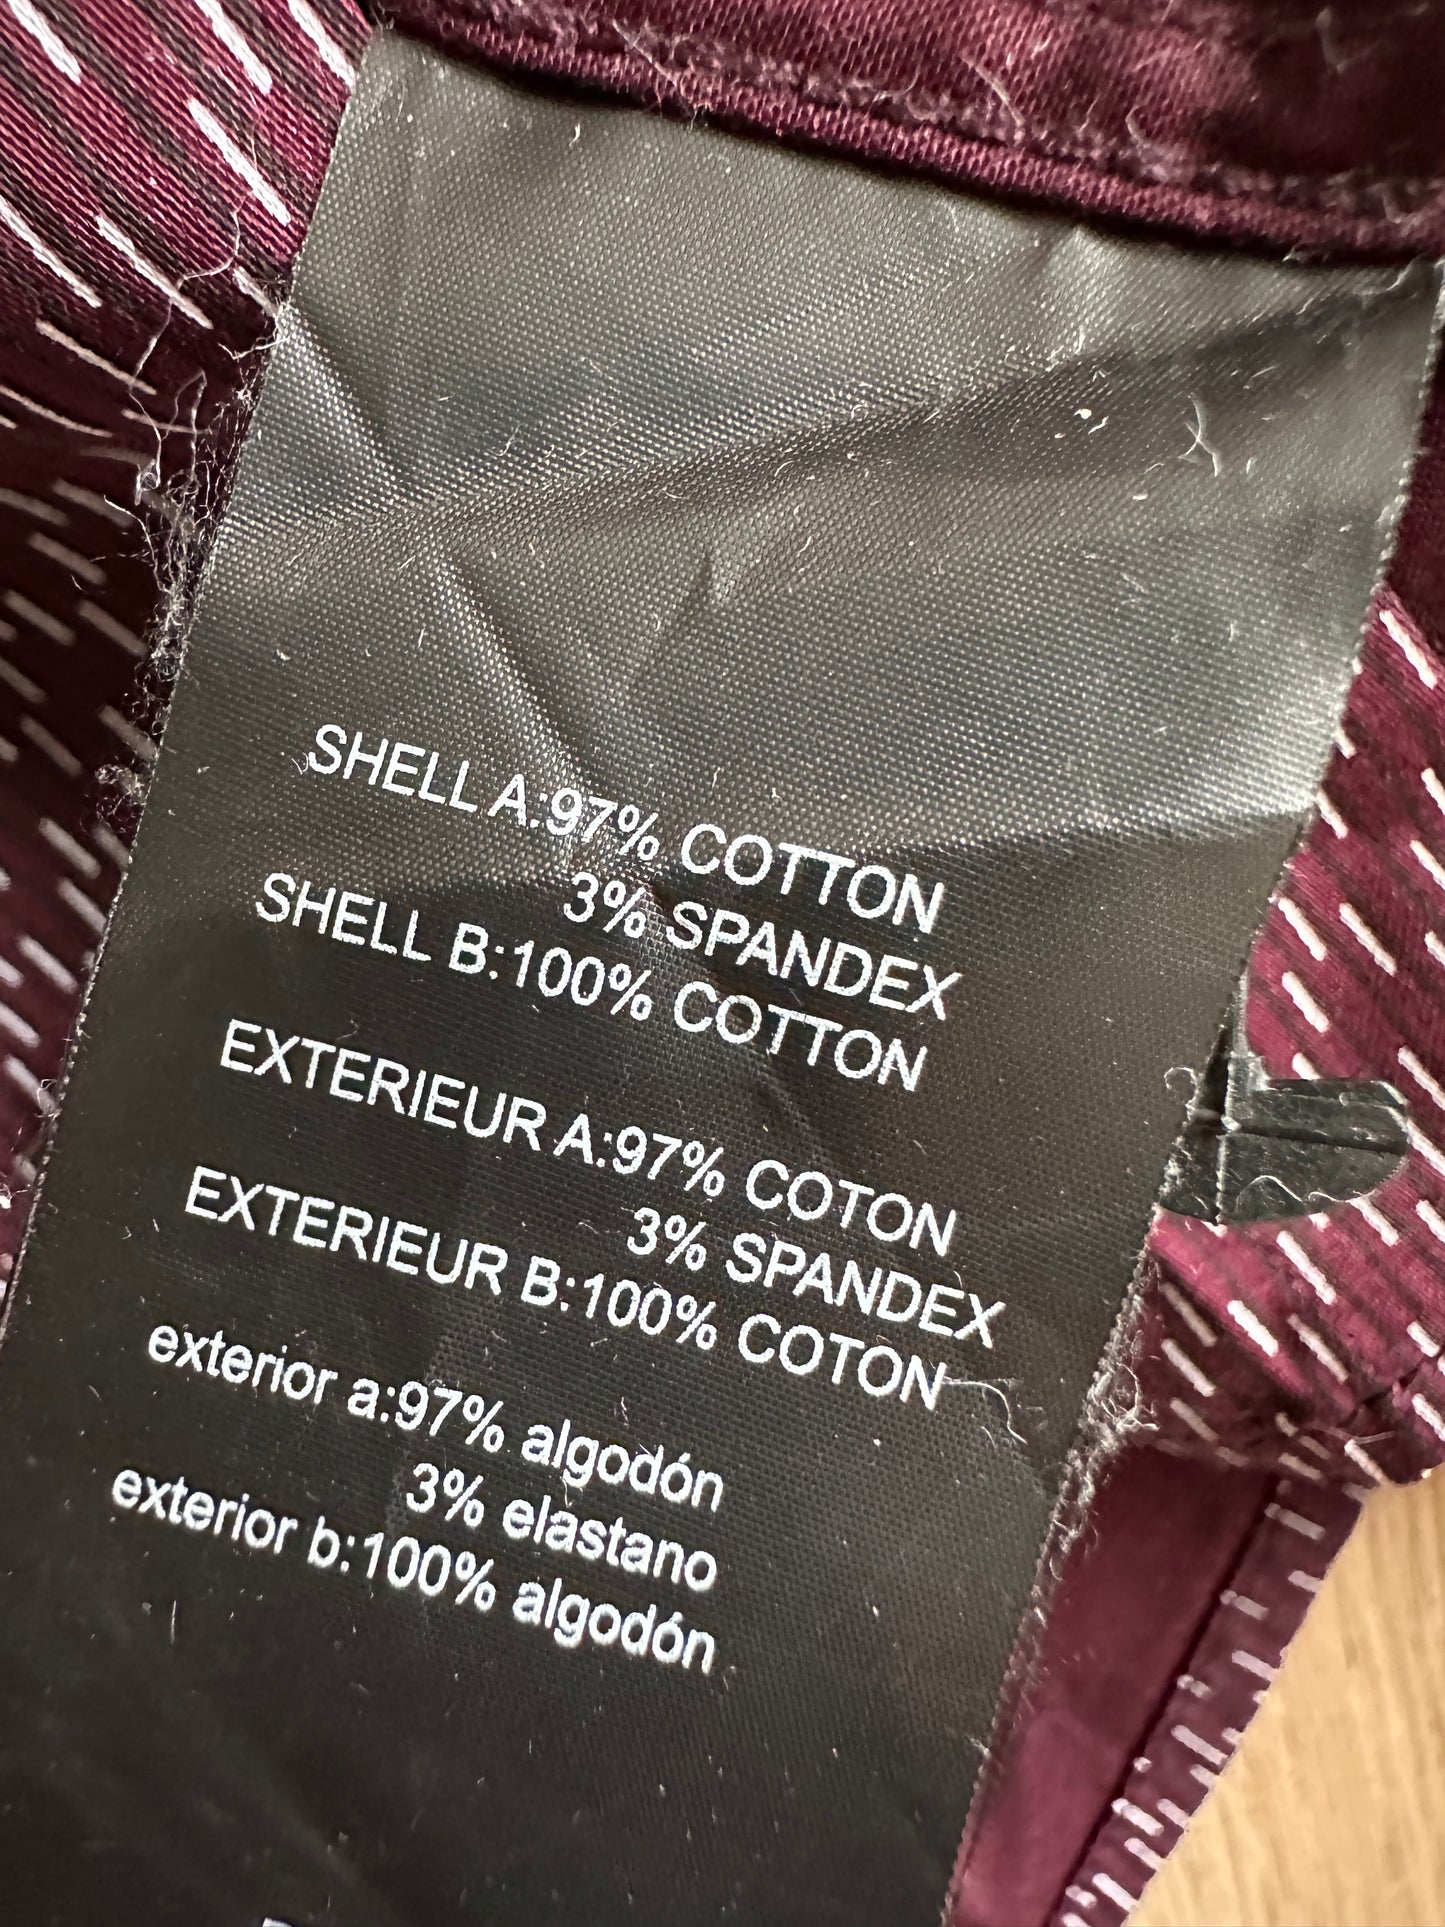 SHELL A:97% COTTON
3% SPANDEX
SHELL B:100% COTTON
EXTERIEUR A:97% COTON
3% SPANDEX
EXTERIEUR B:100% COTON
exterior a:97% algodón
3% elastano
exterior b:100% algodón